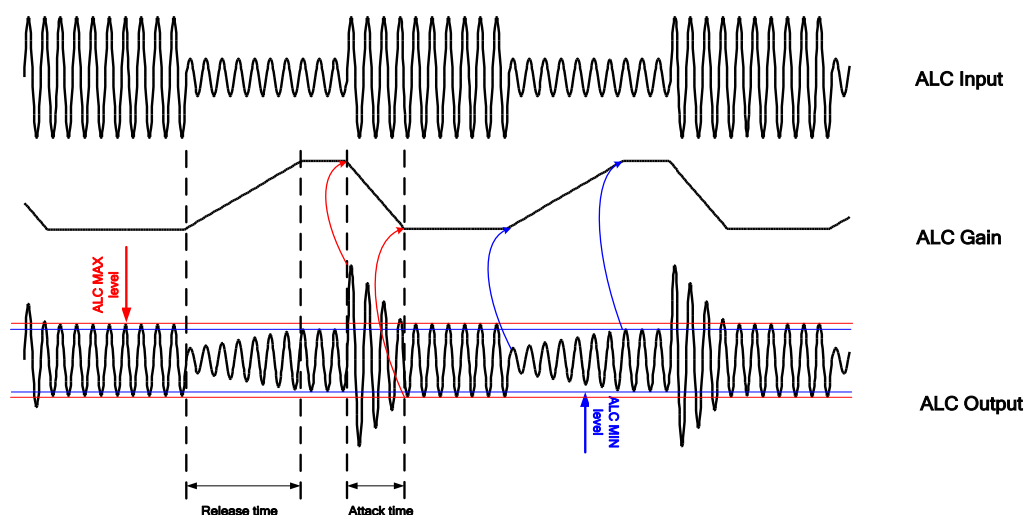 ALC Input
ALC Gain
ALC MAX
level
ALC MIN
level
ALC Output
Release time
Attack time